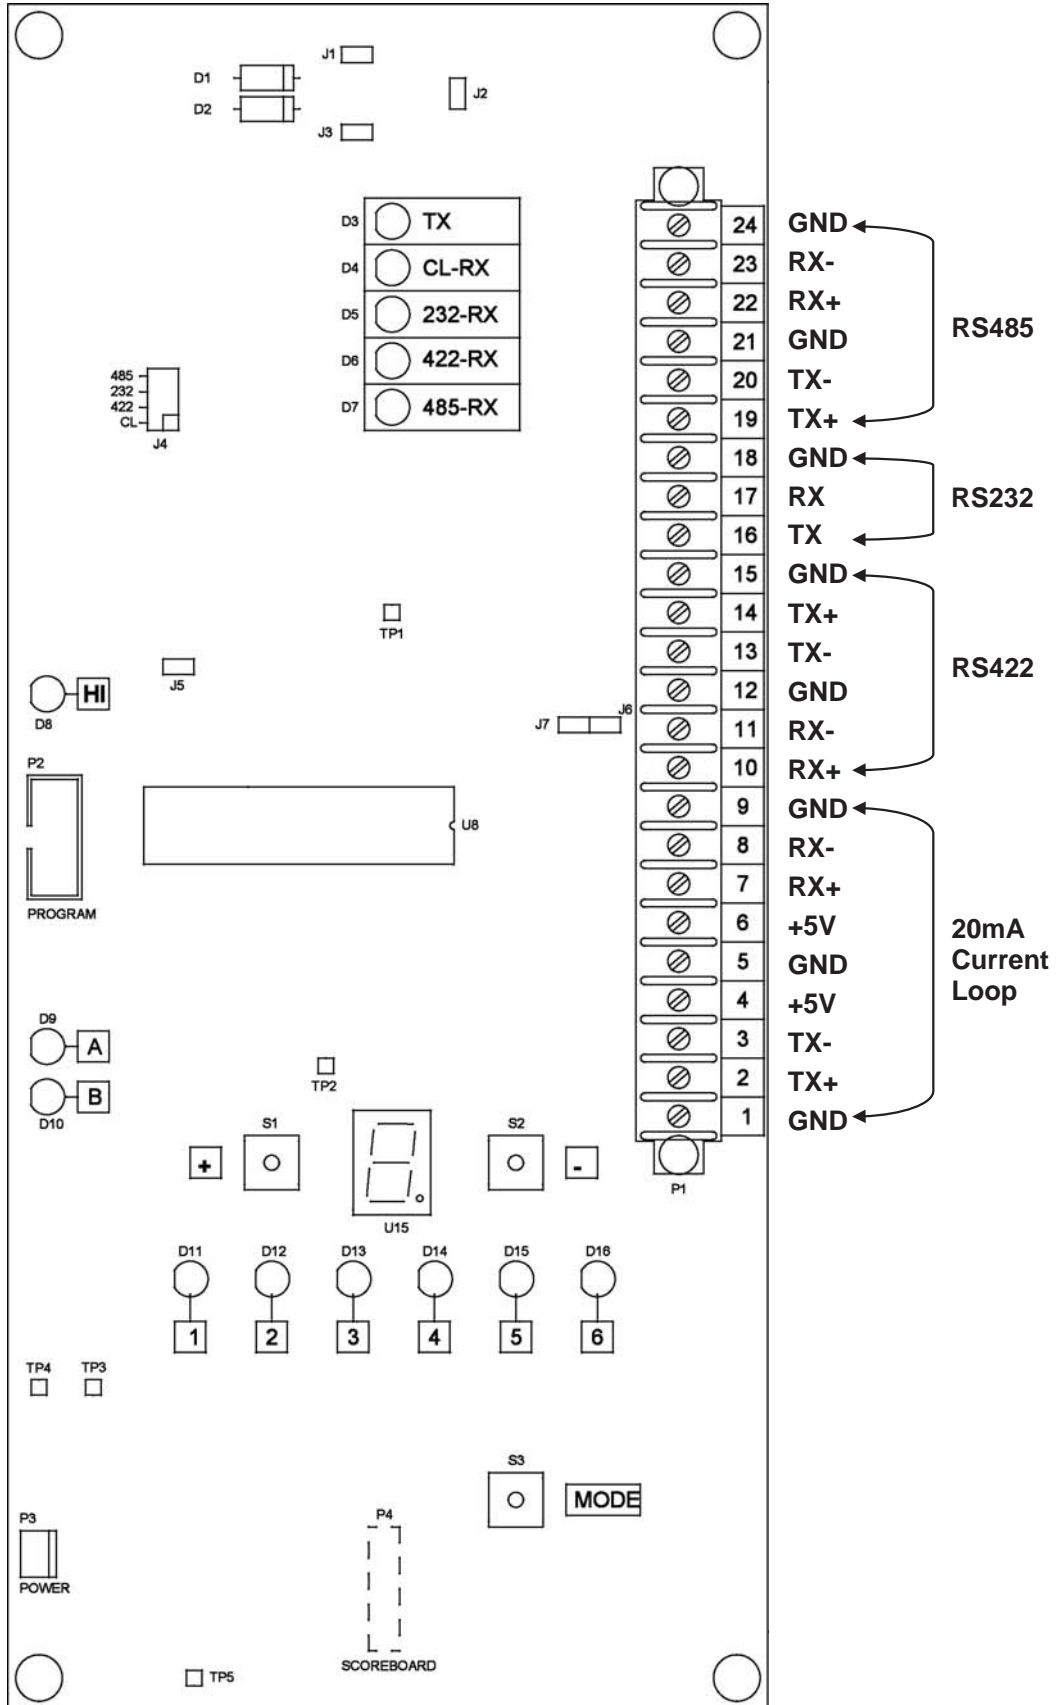 J1
D1
D2
J2
J3
D3 TX
D4 CL-RX
D5 232-RX
D6 422-RX
D7 485-RX
485
232
422
CL
J4
24 GND
23 RX-
22 RX+
21 GND
20 TX-
19 TX+
RS485
18 GND
17 RX
16 TX
RS232
15 GND
14 TX+
13 TX-
12 GND
11 RX-
10 RX+
RS422
9 GND
8 RX-
7 RX+
6 +5V
5 GND
4 +5V
3 TX-
2 TX+
1 GND
20mA
Current
Loop
P1
TP1
J5
HI
D8
J6
J7
P2
PROGRAM
U8
D9
A
B
D10
TP2
S1
+
S2
-
U15
D11 D12 D13 D14 D15 D16
1 2 3 4 5 6
TP4 TP3
S3
MODE
P3
POWER
P4
SCOREBOARD
TP5